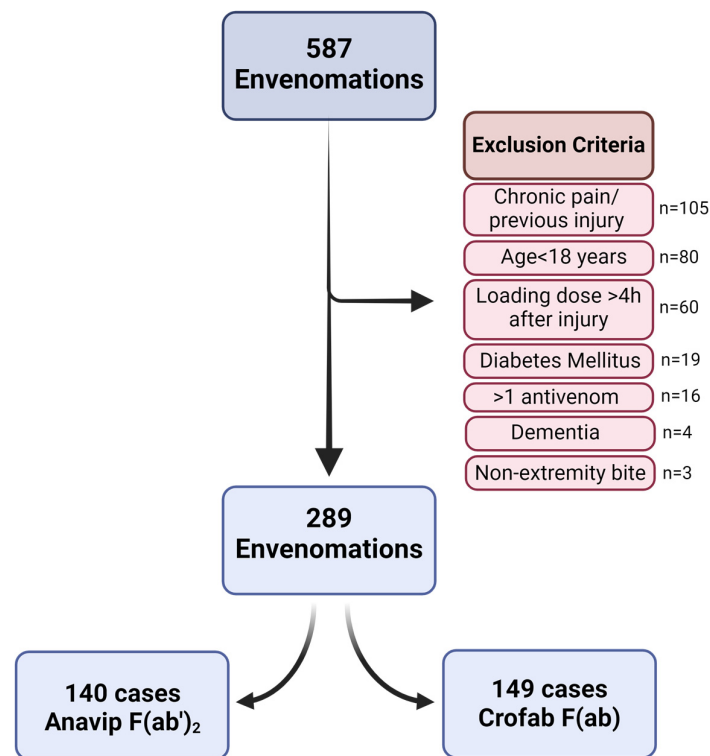 587
Envenomations
Exclusion Criteria
Chronic pain/
previous injury
n=105
Age<18 years
n=80
Loading dose >4h
after injury
n=60
Diabetes Mellitus
n=19
>1 antivenom
n=16
Dementia
n=4
Non-extremity bite
n=3
289
Envenomations
140 cases
Anavip F(ab')₂
149 cases
Crofab F(ab)